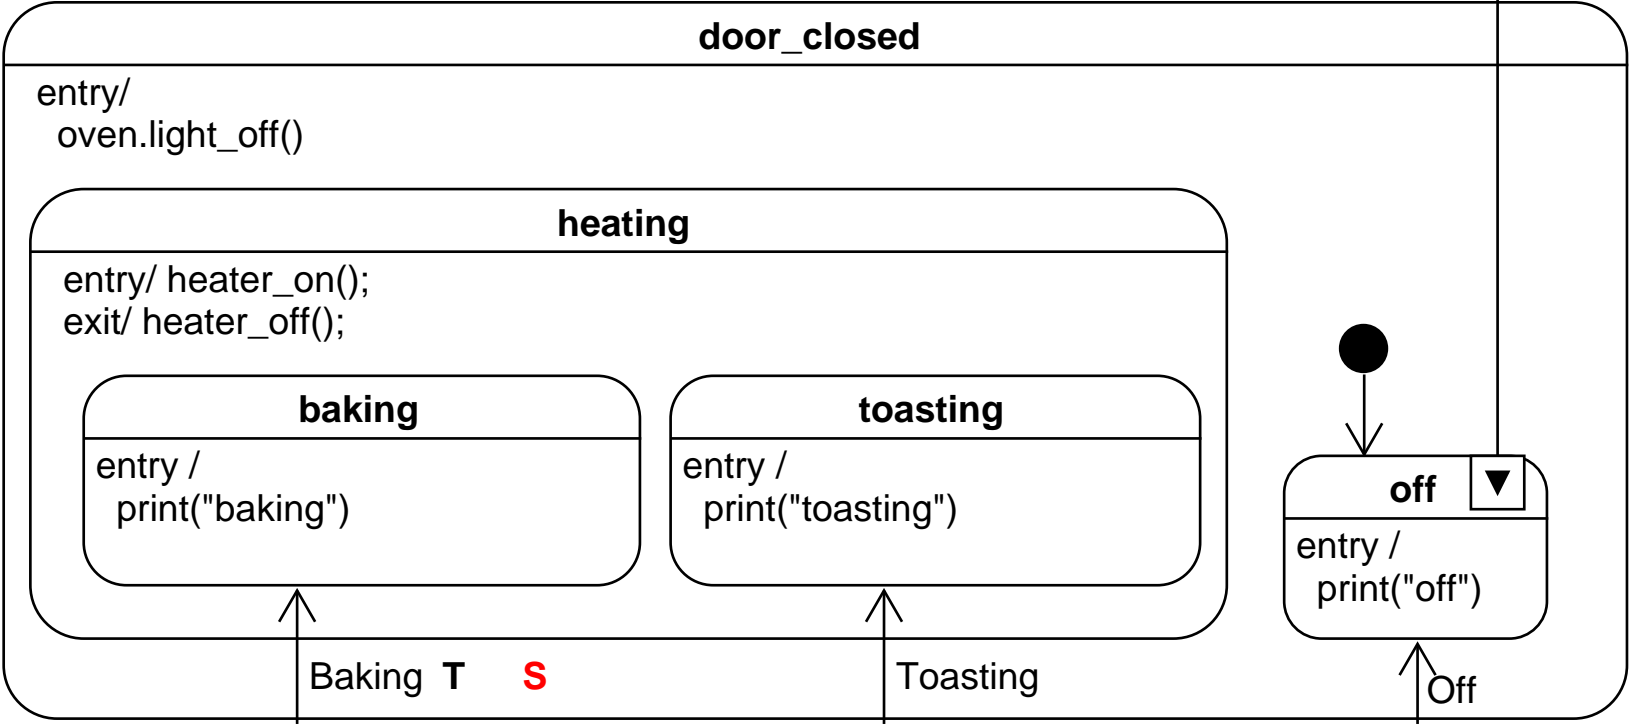 door_closed
entry/
oven.light_off()
heating
entry/ heater_on();
exit/ heater_off();
baking
entry /
print("baking")
toasting
entry /
print("toasting")
off
entry /
print("off")
Baking T S
Toasting
Off